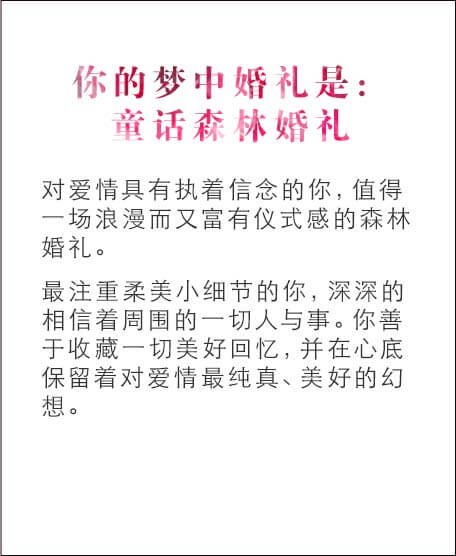 你的梦中婚礼是：
童话森林婚礼
对爱情具有执着信念的你，值得
一场浪漫而又富有仪式感的森林
婚礼。
最注重柔美小细节的你，深深的
相信着周围的一切人与事。你善
于收藏一切美好回忆，并在心底
保留着对爱情最纯真、美好的幻
想。